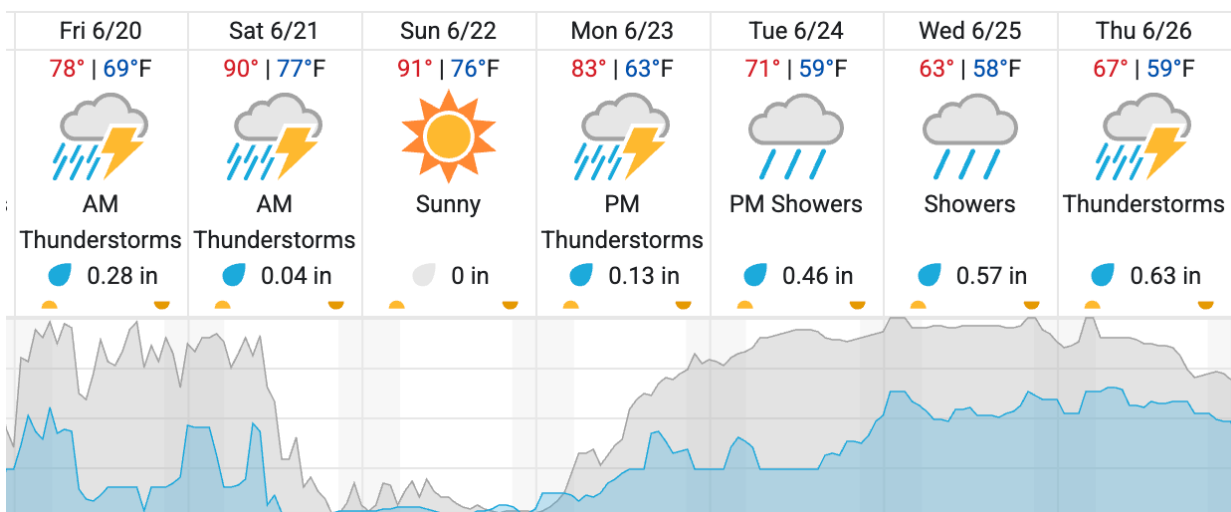 Fri 6/20
Sat 6/21
Sun 6/22
Mon 6/23
Tue 6/24
Wed 6/25
Thu 6/26
78° | 69°F
90° | 77°F
91° | 76°F
83° | 63°F
71° | 59°F
63° | 58°F
67° | 59°F
AM
AM
Sunny
PM
PM Showers
Showers
Thunderstorms
Thunderstorms
Thunderstorms
Thunderstorms
0.28 in
0.04 in
0 in
0.13 in
0.46 in
0.57 in
0.63 in